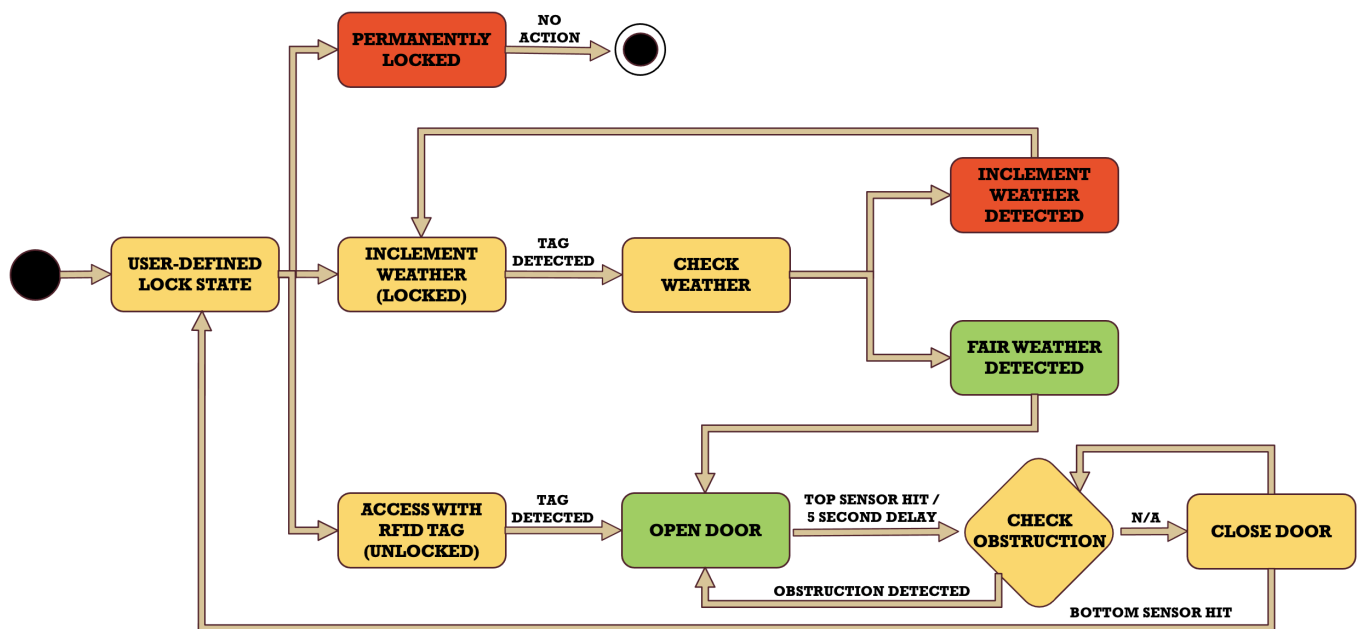 PERMANENTLY
LOCKED
NO
ACTION
INCLEMENT
WEATHER
DETECTED
USER-DEFINED
LOCK STATE
INCLEMENT
WEATHER
(LOCKED)
TAG
DETECTED
CHECK
WEATHER
FAIR WEATHER
DETECTED
ACCESS WITH
RFID TAG
(UNLOCKED)
TAG
DETECTED
OPEN DOOR
TOP SENSOR HIT /
5 SECOND DELAY
CHECK
OBSTRUCTION
N/A
CLOSE DOOR
OBSTRUCTION DETECTED
BOTTOM SENSOR HIT